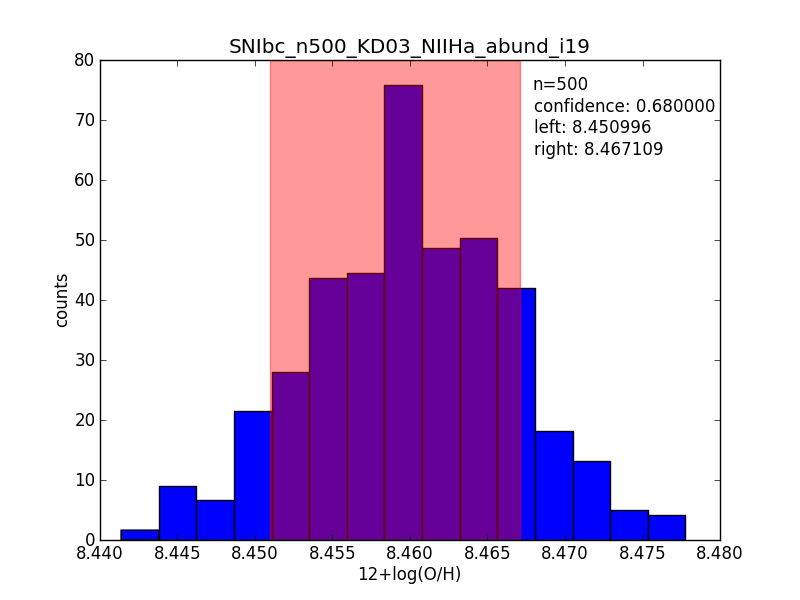 SNIbc_n500_KD03_NIIHa_abund_i19
n=500
confidence: 0.680000
left: 8.450996
right: 8.467109
counts
80
70
60
50
40
30
20
10
0
8.440 8.445 8.450 8.455 8.460 8.465 8.470 8.475 8.480
12+log(O/H)